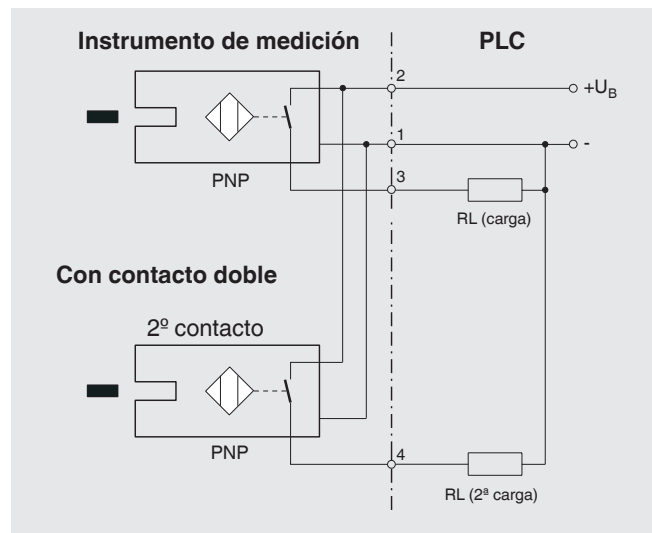 Instrumento de medición
PLC
2
+UB
1
-
PNP
3
RL (carga)
Con contacto doble
2º contacto
PNP
4
RL (2ª carga)